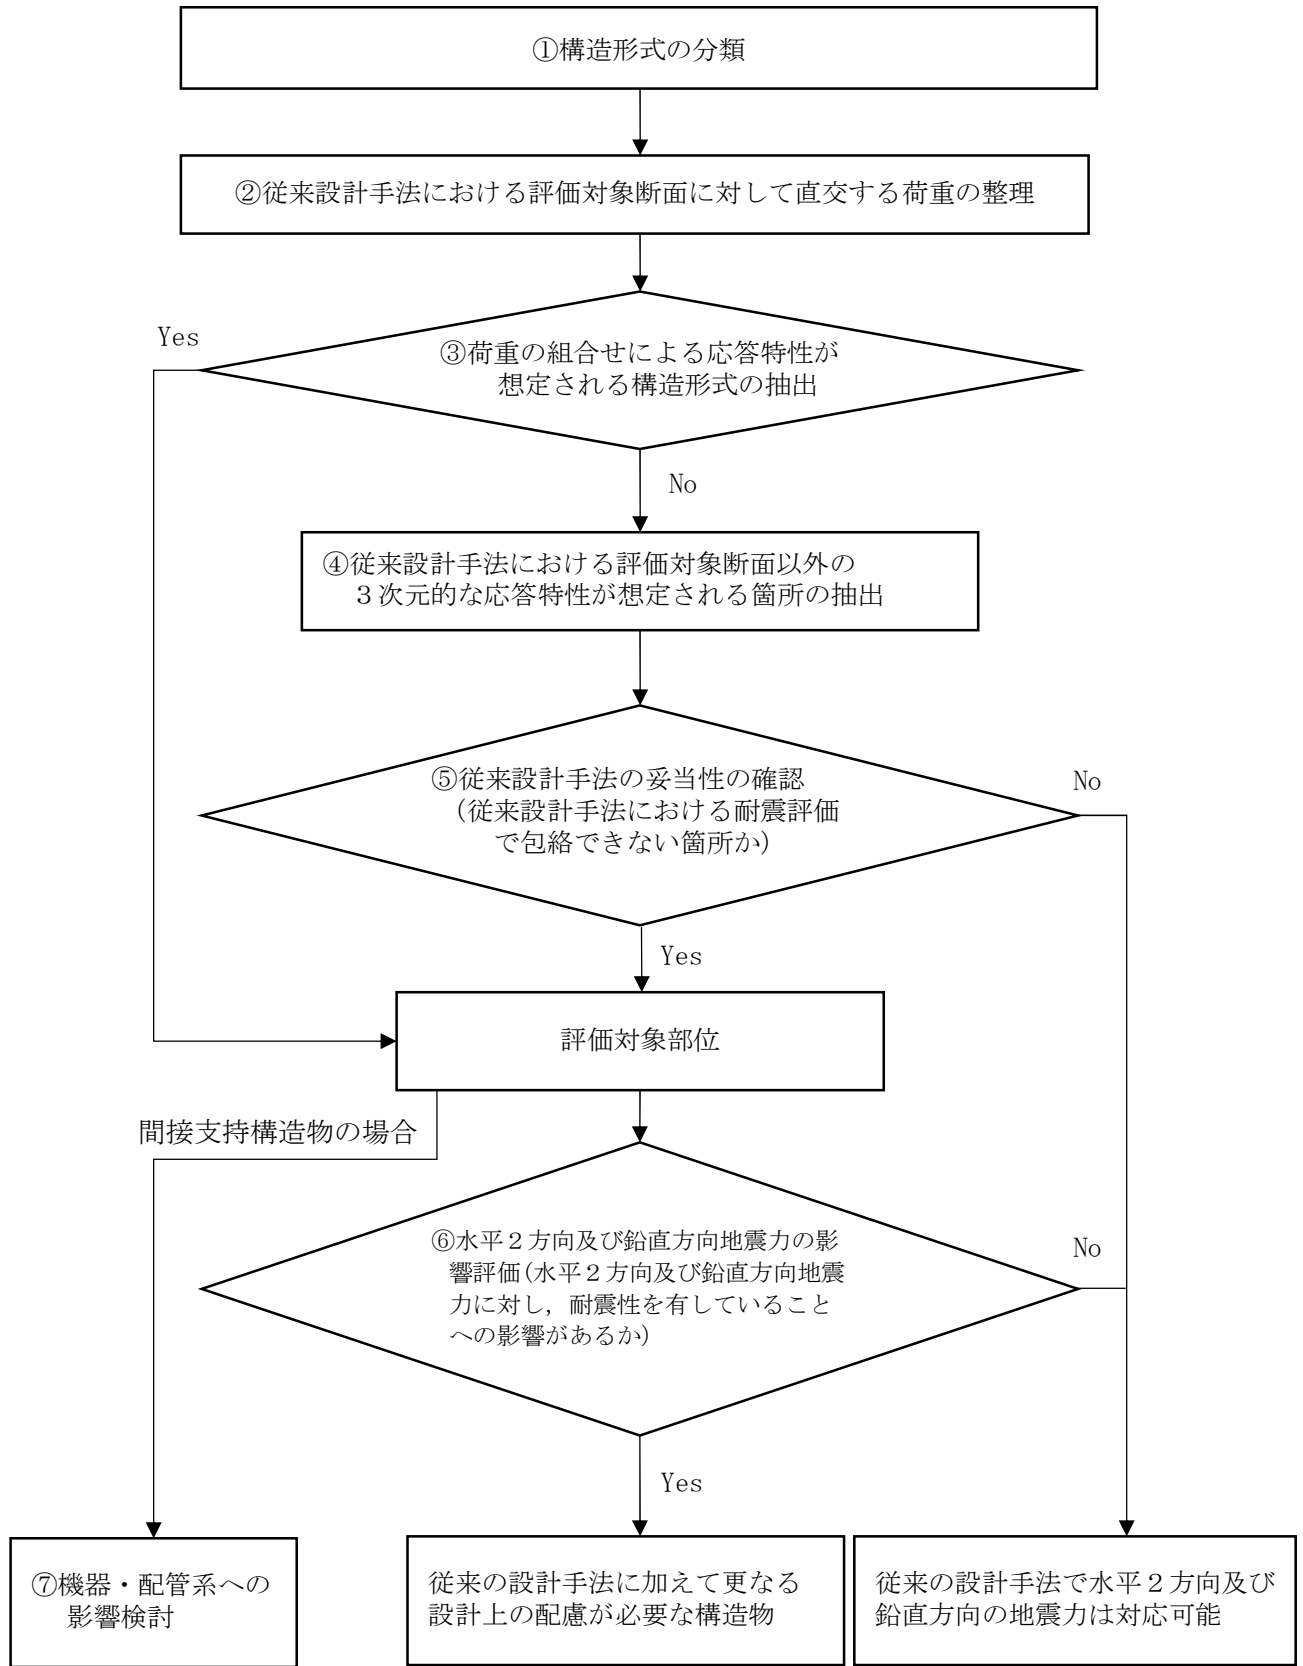 ①構造形式の分類
②従来設計手法における評価対象断面に対して直交する荷重の整理
Yes
③荷重の組合せによる応答特性が
想定される構造形式の抽出
No
④従来設計手法における評価対象断面以外の
３次元的な応答特性が想定される箇所の抽出
⑤従来設計手法の妥当性の確認
(従来設計手法における耐震評価
で包絡できない箇所か)
No
Yes
評価対象部位
間接支持構造物の場合
⑥水平２方向及び鉛直方向地震力の影
響評価(水平２方向及び鉛直方向地震
力に対し，耐震性を有していること
への影響があるか)
No
Yes
⑦機器・配管系への
影響検討
従来の設計手法に加えて更なる
設計上の配慮が必要な構造物
従来の設計手法で水平２方向及び
鉛直方向の地震力は対応可能